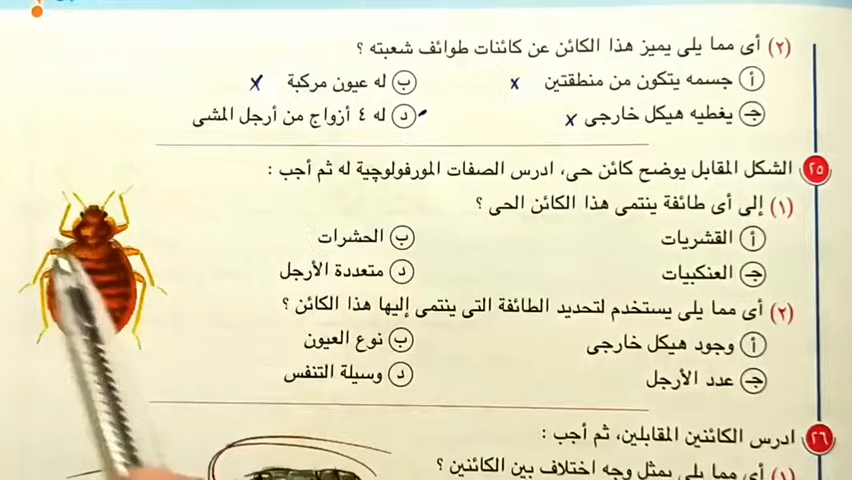 (٢) أى مما يلى يميز هذا الكائن عن كائنات طوائف شعبته ؟
أ جسمه يتكون من منطقتين x ب له عيون مركبة x
جـ يغطيه هيكل خارجى x د له ٤ أزواج من أرجل المشى
٢٥ الشكل المقابل يوضح كائن حى، ادرس الصفات المورفولوچية له ثم أجب :
(١) إلى أى طائفة ينتمى هذا الكائن الحى ؟
أ القشريات ب الحشرات
جـ العنكبيات د متعددة الأرجل
(٢) أى مما يلى يستخدم لتحديد الطائفة التى ينتمى إليها هذا الكائن ؟
أ وجود هيكل خارجى ب نوع العيون
جـ عدد الأرجل د وسيلة التنفس
٢٦ ادرس الكائنين المقابلين، ثم أجب :
(١) أى مما يلى يمثل وجه اختلاف بين الكائنين ؟